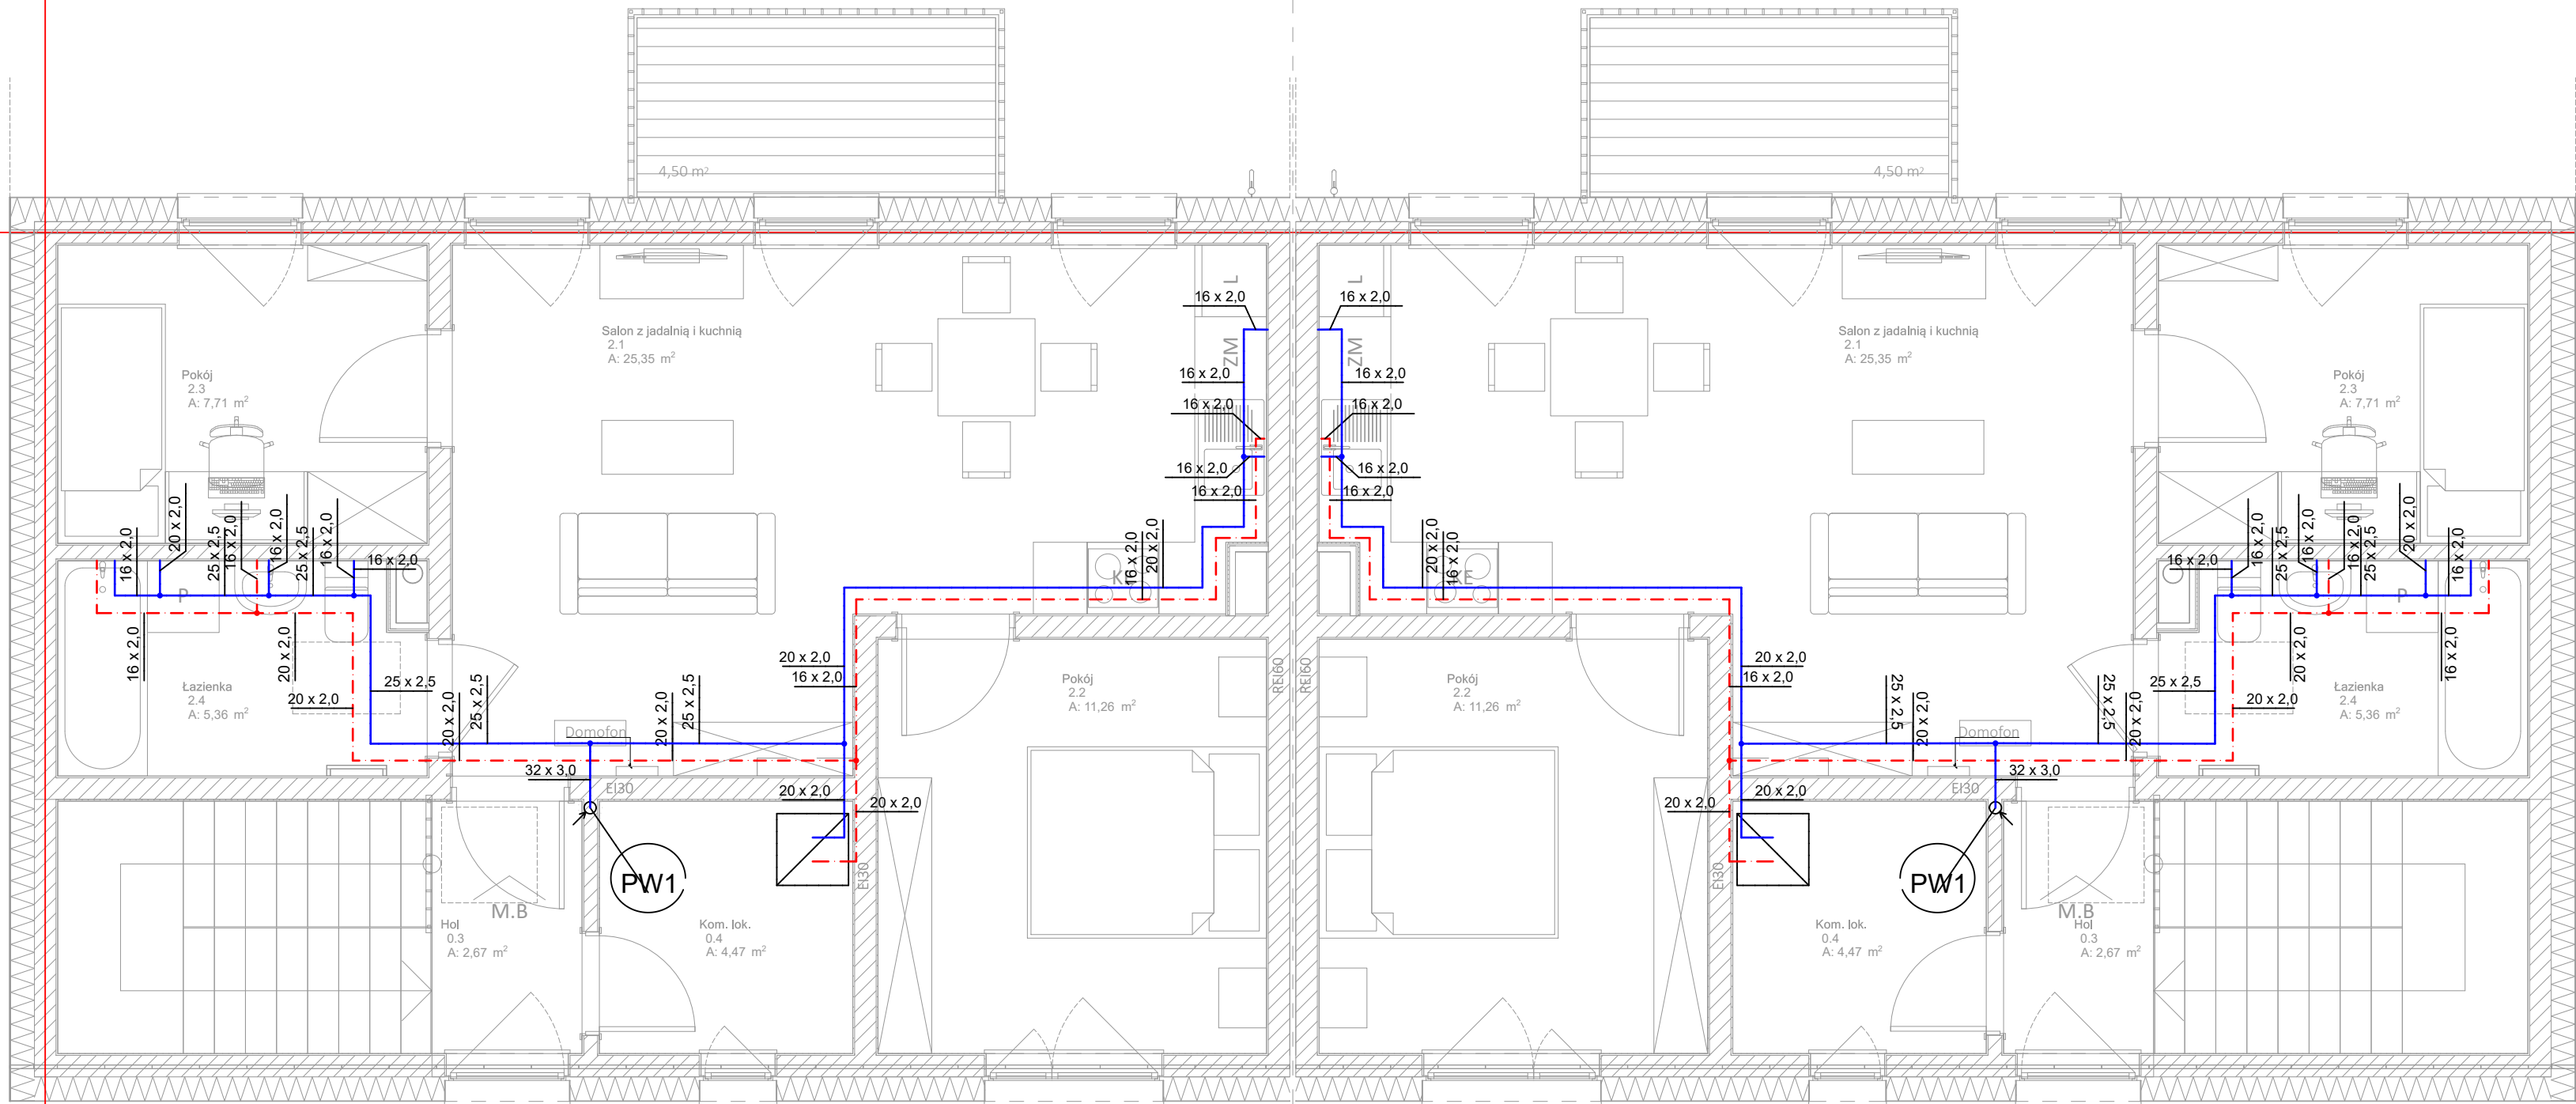 4,50 m²
4,50 m²
L
L
16 x 2,0
16 x 2,0
Salon z jadalnią i kuchnią
2.1
A: 25,35 m²
Salon z jadalnią i kuchnią
2.1
A: 25,35 m²
ZM
ZM
Pokój
2.3
A: 7,71 m²
16 x 2,0
16 x 2,0
Pokój
2.3
A: 7,71 m²
16 x 2,0
16 x 2,0
16 x 2,0
16 x 2,0
16 x 2,0
16 x 2,0
16 x 2,0
20 x 2,0
25 x 2,5
16 x 2,0
16 x 2,0
25 x 2,5
16 x 2,0
16 x 2,0
16 x 2,0
20 x 2,0
20 x 2,0
16 x 2,0
16 x 2,0
16 x 2,0
25 x 2,5
16 x 2,0
16 x 2,0
25 x 2,5
20 x 2,0
16 x 2,0
KE
KE
P
P
16 x 2,0
20 x 2,0
20 x 2,0
16 x 2,0
Łazienka
2.4
A: 5,36 m²
20 x 2,0
25 x 2,5
20 x 2,0
25 x 2,5
20 x 2,0
25 x 2,5
20 x 2,0
16 x 2,0
Pokój
2.2
A: 11,26 m²
REI60
REI60
Pokój
2.2
A: 11,26 m²
20 x 2,0
16 x 2,0
25 x 2,5
20 x 2,0
25 x 2,5
20 x 2,0
25 x 2,5
20 x 2,0
Łazienka
2.4
A: 5,36 m²
Domofon
Domofon
32 x 3,0
EI30
20 x 2,0
20 x 2,0
20 x 2,0
20 x 2,0
EI30
32 x 3,0
PW1
EI30
EI30
PW1
M.B
M.B
Hol
0.3
A: 2,67 m²
Kom. lok.
0.4
A: 4,47 m²
Kom. lok.
0.4
A: 4,47 m²
Hol
0.3
A: 2,67 m²